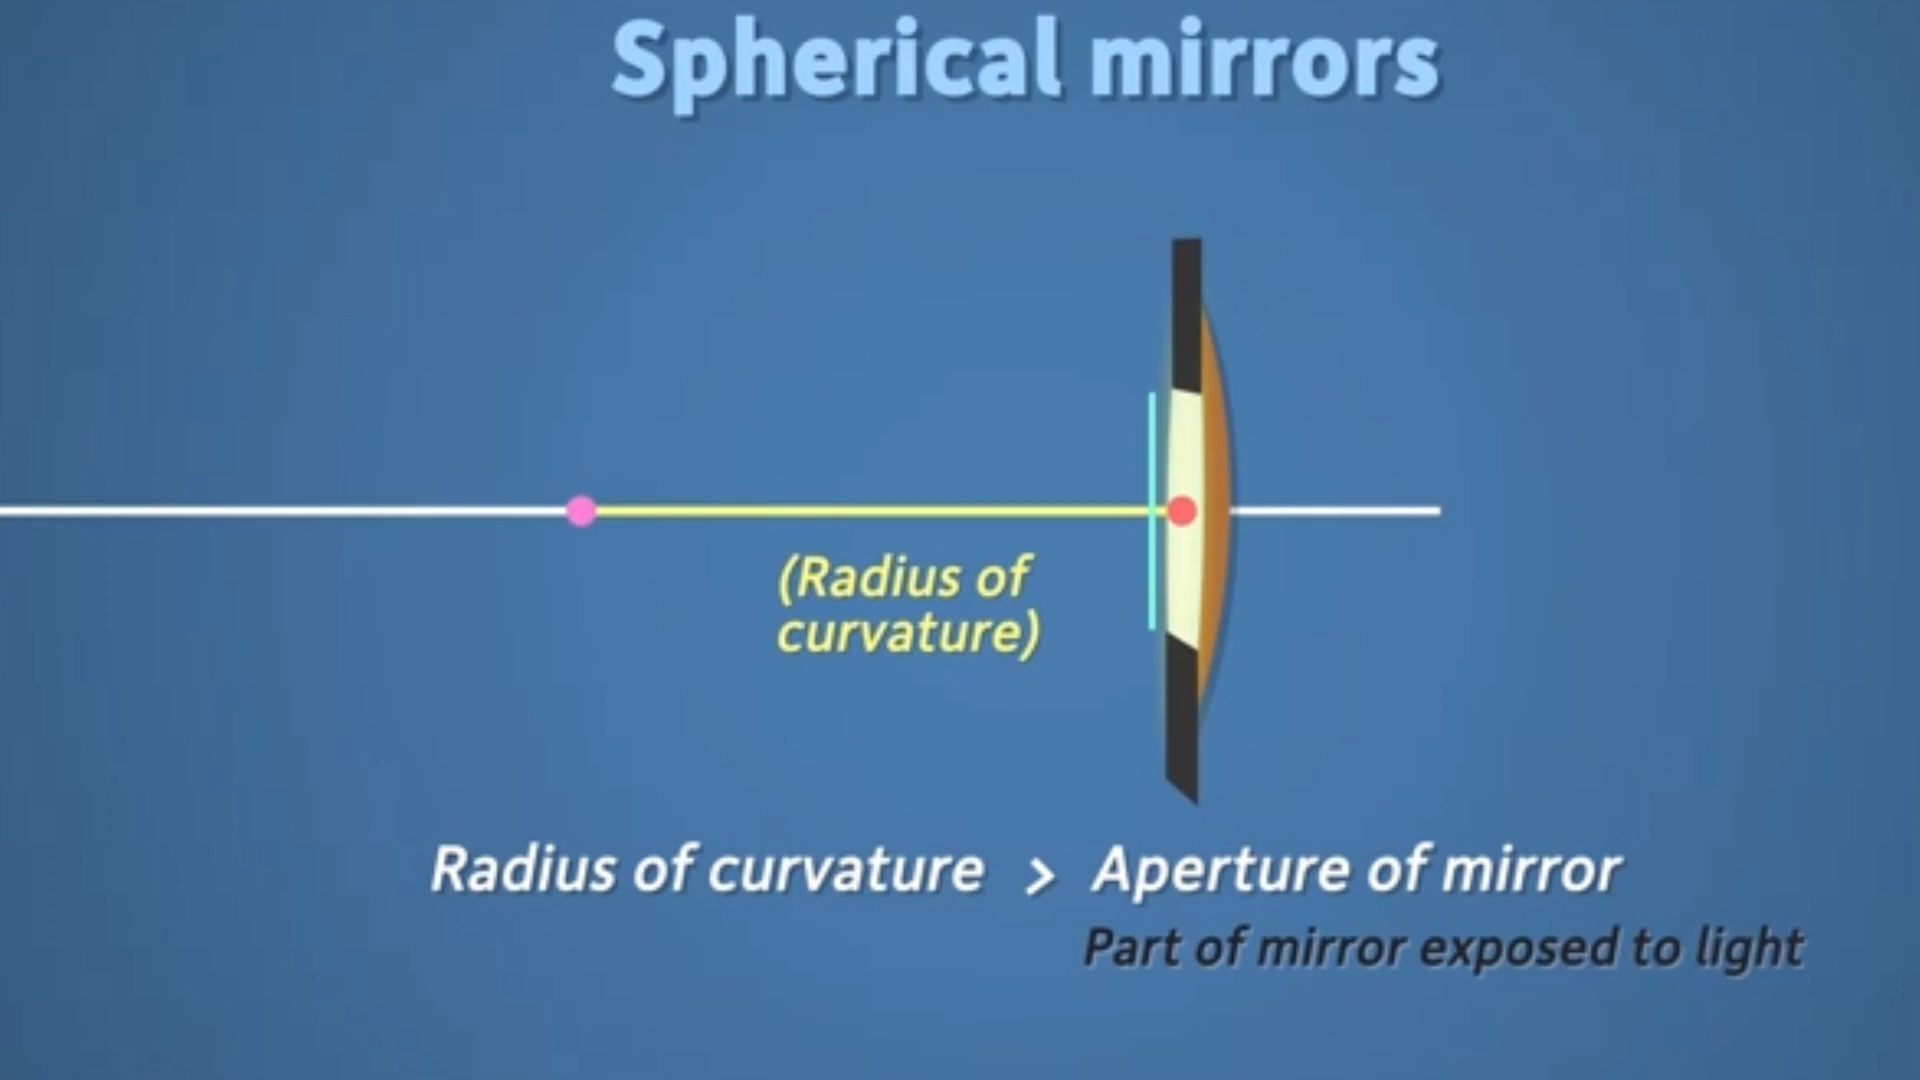 Spherical mirrors
(Radius of
curvature)
Radius of curvature > Aperture of mirror
Part of mirror exposed to light